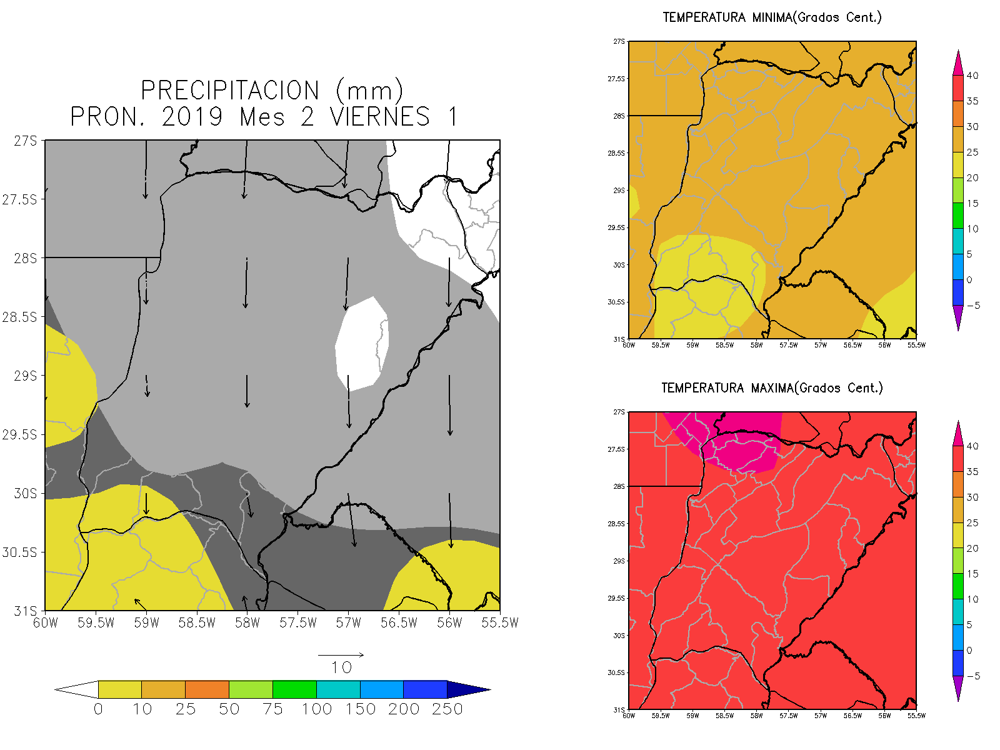 PRECIPITACION (mm)
PRON. 2019 Mes 2 VIERNES 1
27S
27.5S
28S
28.5S
29S
29.5S
30S
30.5S
31S
60W 59.5W 59W 58.5W 58W 57.5W 57W 56.5W 56W 55.5W
10
0 10 25 50 75 100 150 200 250
TEMPERATURA MINIMA(Grados Cent.)
27S
27.5S
28S
28.5S
29S
29.5S
30S
30.5S
31S
60W 59.5W 59W 58.5W 58W 57.5W 57W 56.5W 56W 55.5W
40
35
30
25
20
15
10
5
0
-5
TEMPERATURA MAXIMA(Grados Cent.)
27S
27.5S
28S
28.5S
29S
29.5S
30S
30.5S
31S
60W 59.5W 59W 58.5W 58W 57.5W 57W 56.5W 56W 55.5W
40
35
30
25
20
15
10
5
0
-5